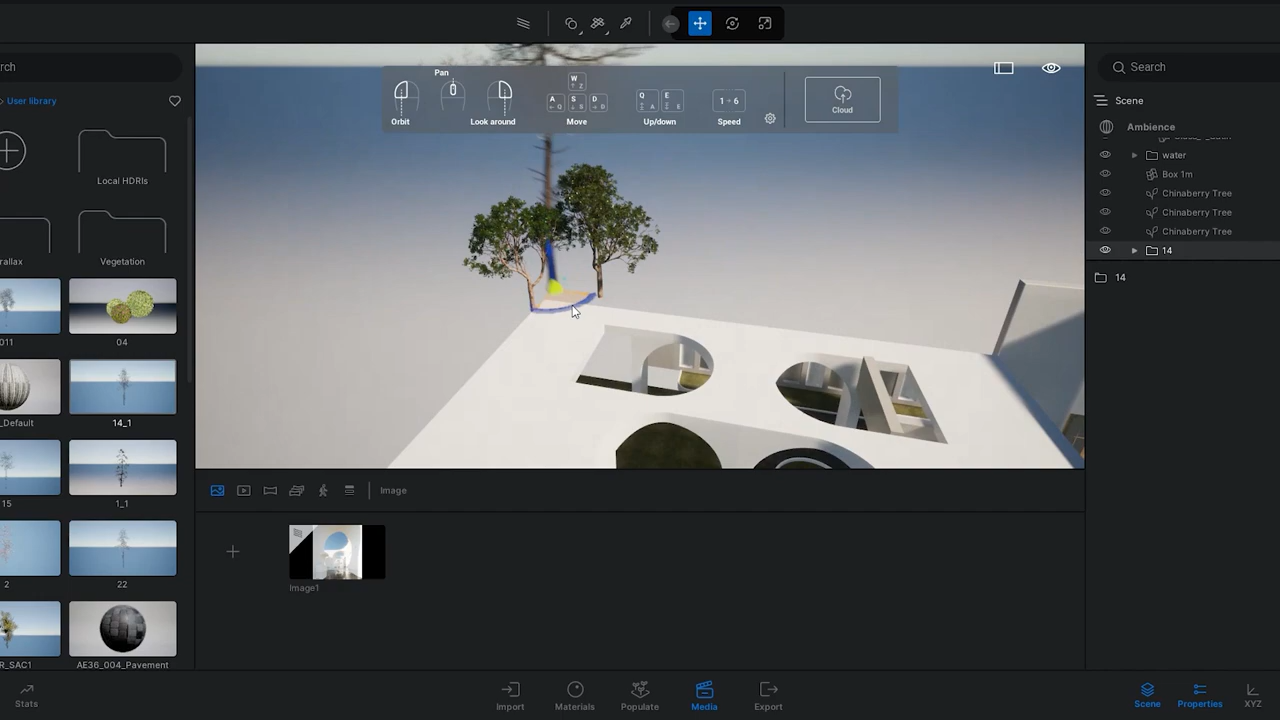 rch
Search
User library
Scene
Pan
W
Z
A
Q
S
S
D
D
Q
A
E
E
1 → 6
Orbit
Look around
Move
Up/down
Speed
Cloud
Ambience
water
Box 1m
Chinaberry Tree
Chinaberry Tree
Chinaberry Tree
14
14
Local HDRIs
rallax
Vegetation
011
04
_Default
14_1
15
1_1
2
22
R_SAC1
AE36_004_Pavement
Image
Image1
Stats
Import
Materials
Populate
Media
Export
Scene
Properties
XYZ